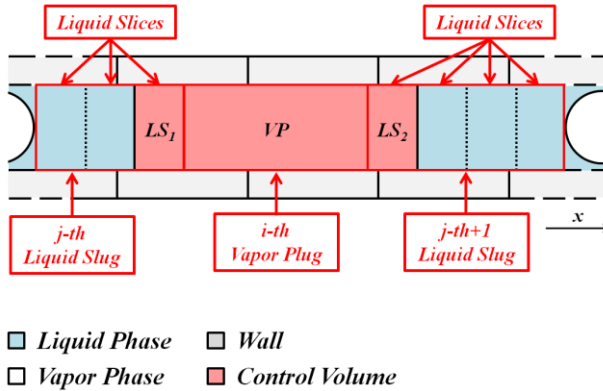 Liquid Slices
Liquid Slices
LS₁
VP
LS₂
j-th
Liquid Slug
i-th
Vapor Plug
j-th+1
Liquid Slug
x
Liquid Phase
Wall
Vapor Phase
Control Volume